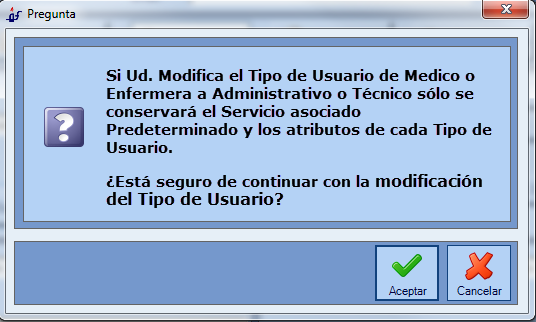 Pregunta
Si Ud. Modifica el Tipo de Usuario de Medico o
Enfermera a Administrativo o Técnico sólo se
conservará el Servicio asociado
Predeterminado y los atributos de cada Tipo de
Usuario.
¿Está seguro de continuar con la modificación
del Tipo de Usuario?
Aceptar
Cancelar